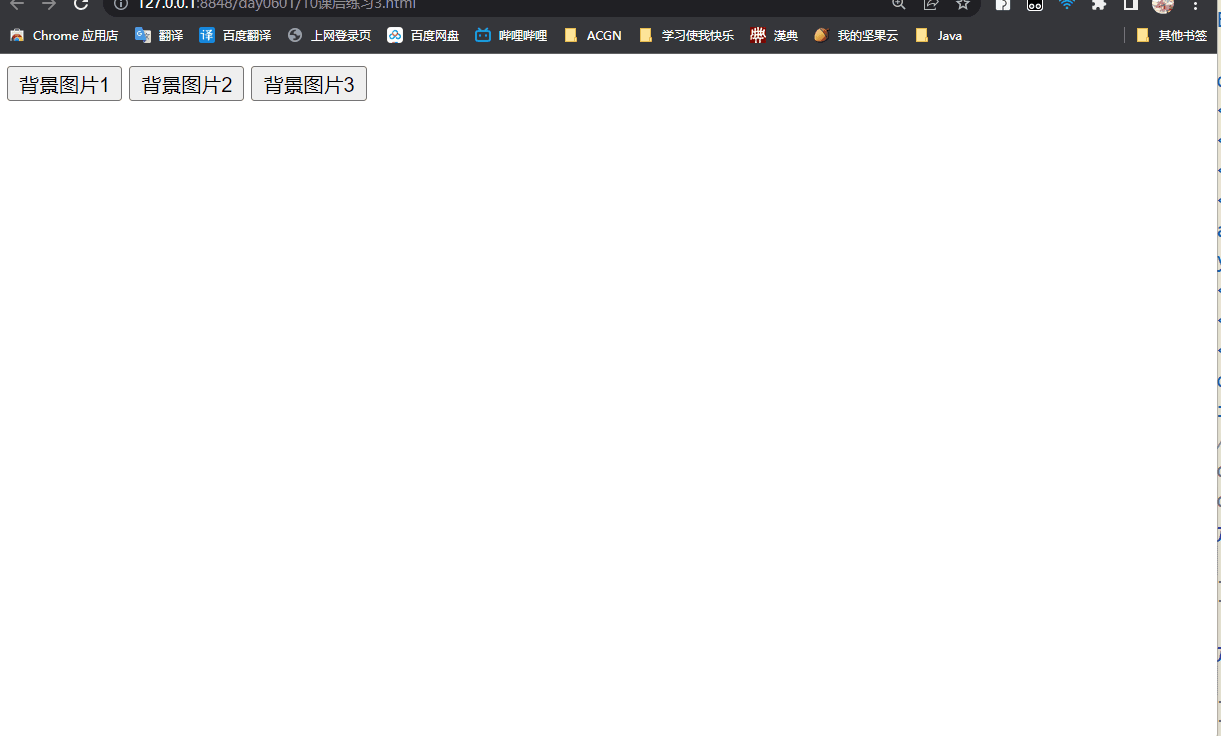 127.0.0.1:8848/day0601/10课后练习3.html
Chrome 应用店 翻译 百度翻译 上网登录页 百度网盘 哔哩哔哩 ACGN 学习使我快乐 漢典 我的坚果云 Java 其他书签
背景图片1 背景图片2 背景图片3